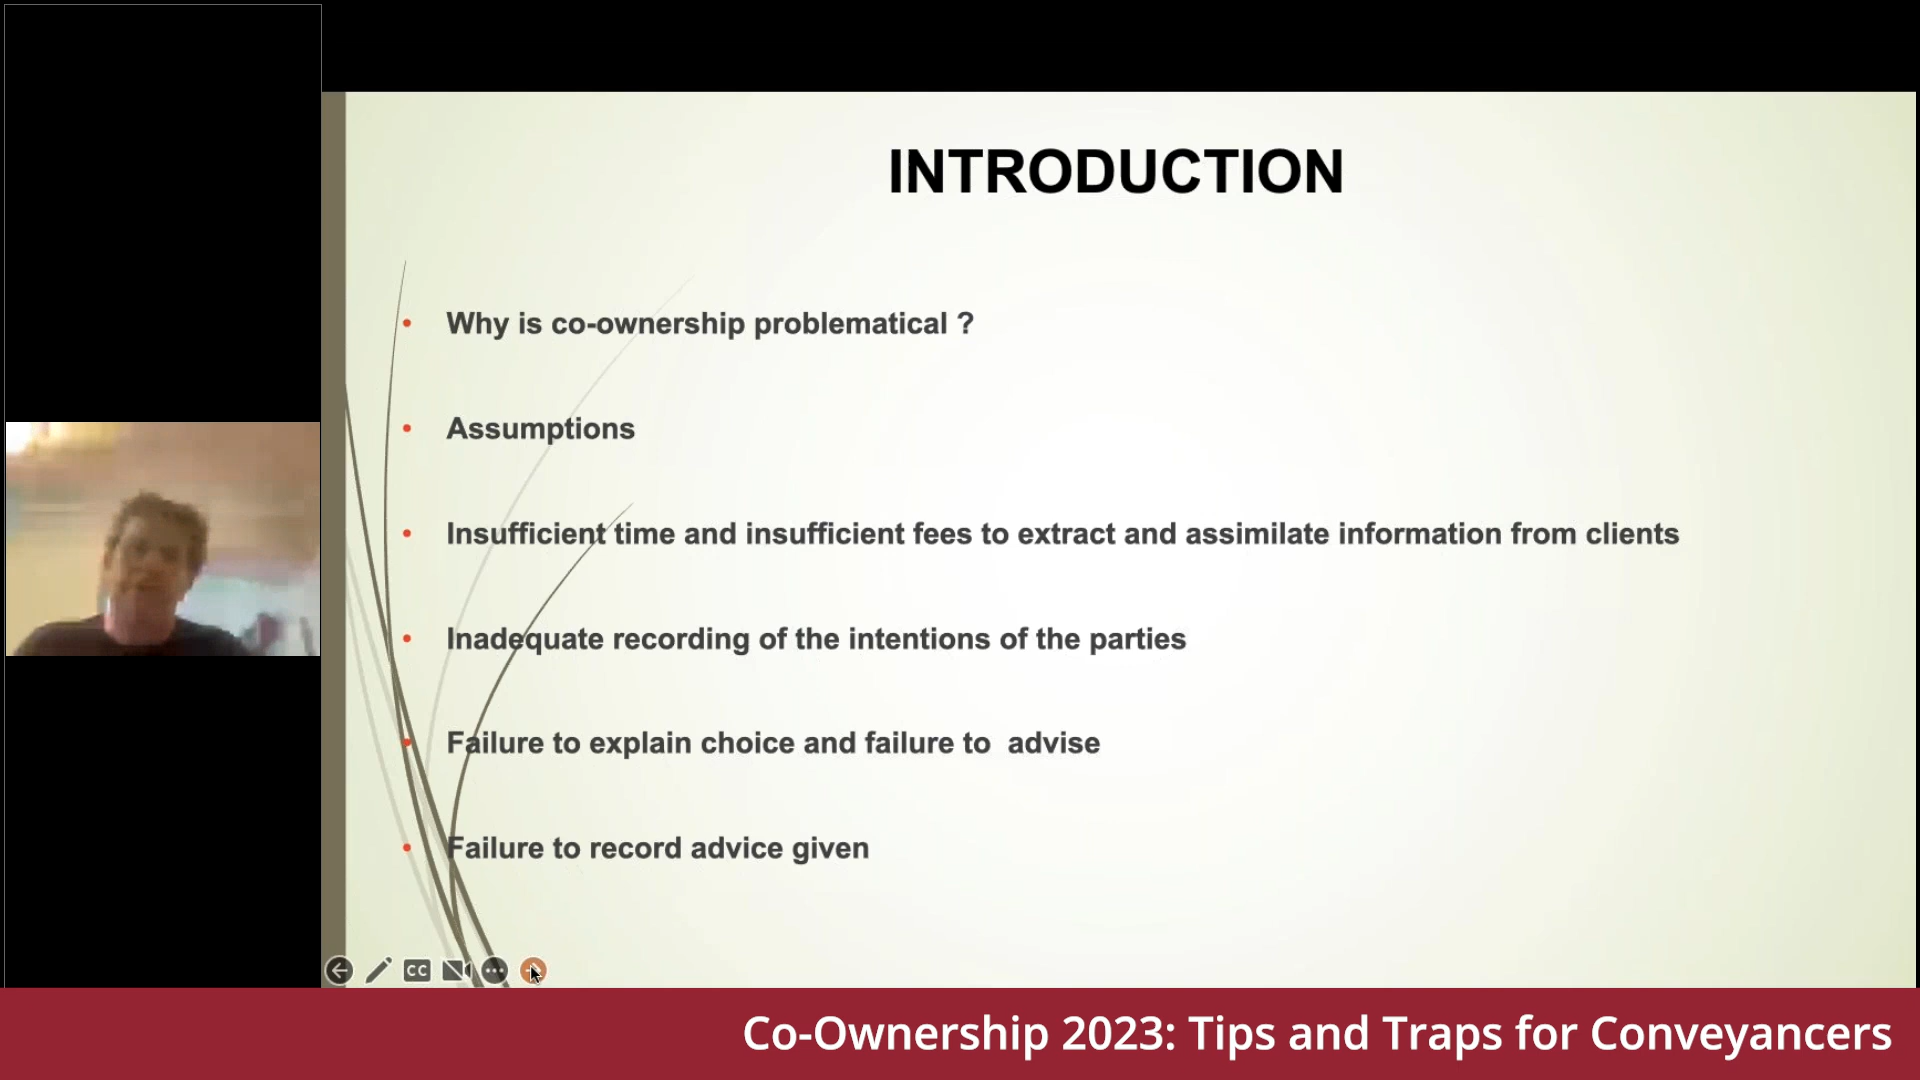 INTRODUCTION
• Why is co-ownership problematical ?
• Assumptions
• Insufficient time and insufficient fees to extract and assimilate information from clients
• Inadequate recording of the intentions of the parties
• Failure to explain choice and failure to  advise
• Failure to record advice given
CC
Co-Ownership 2023: Tips and Traps for Conveyancers